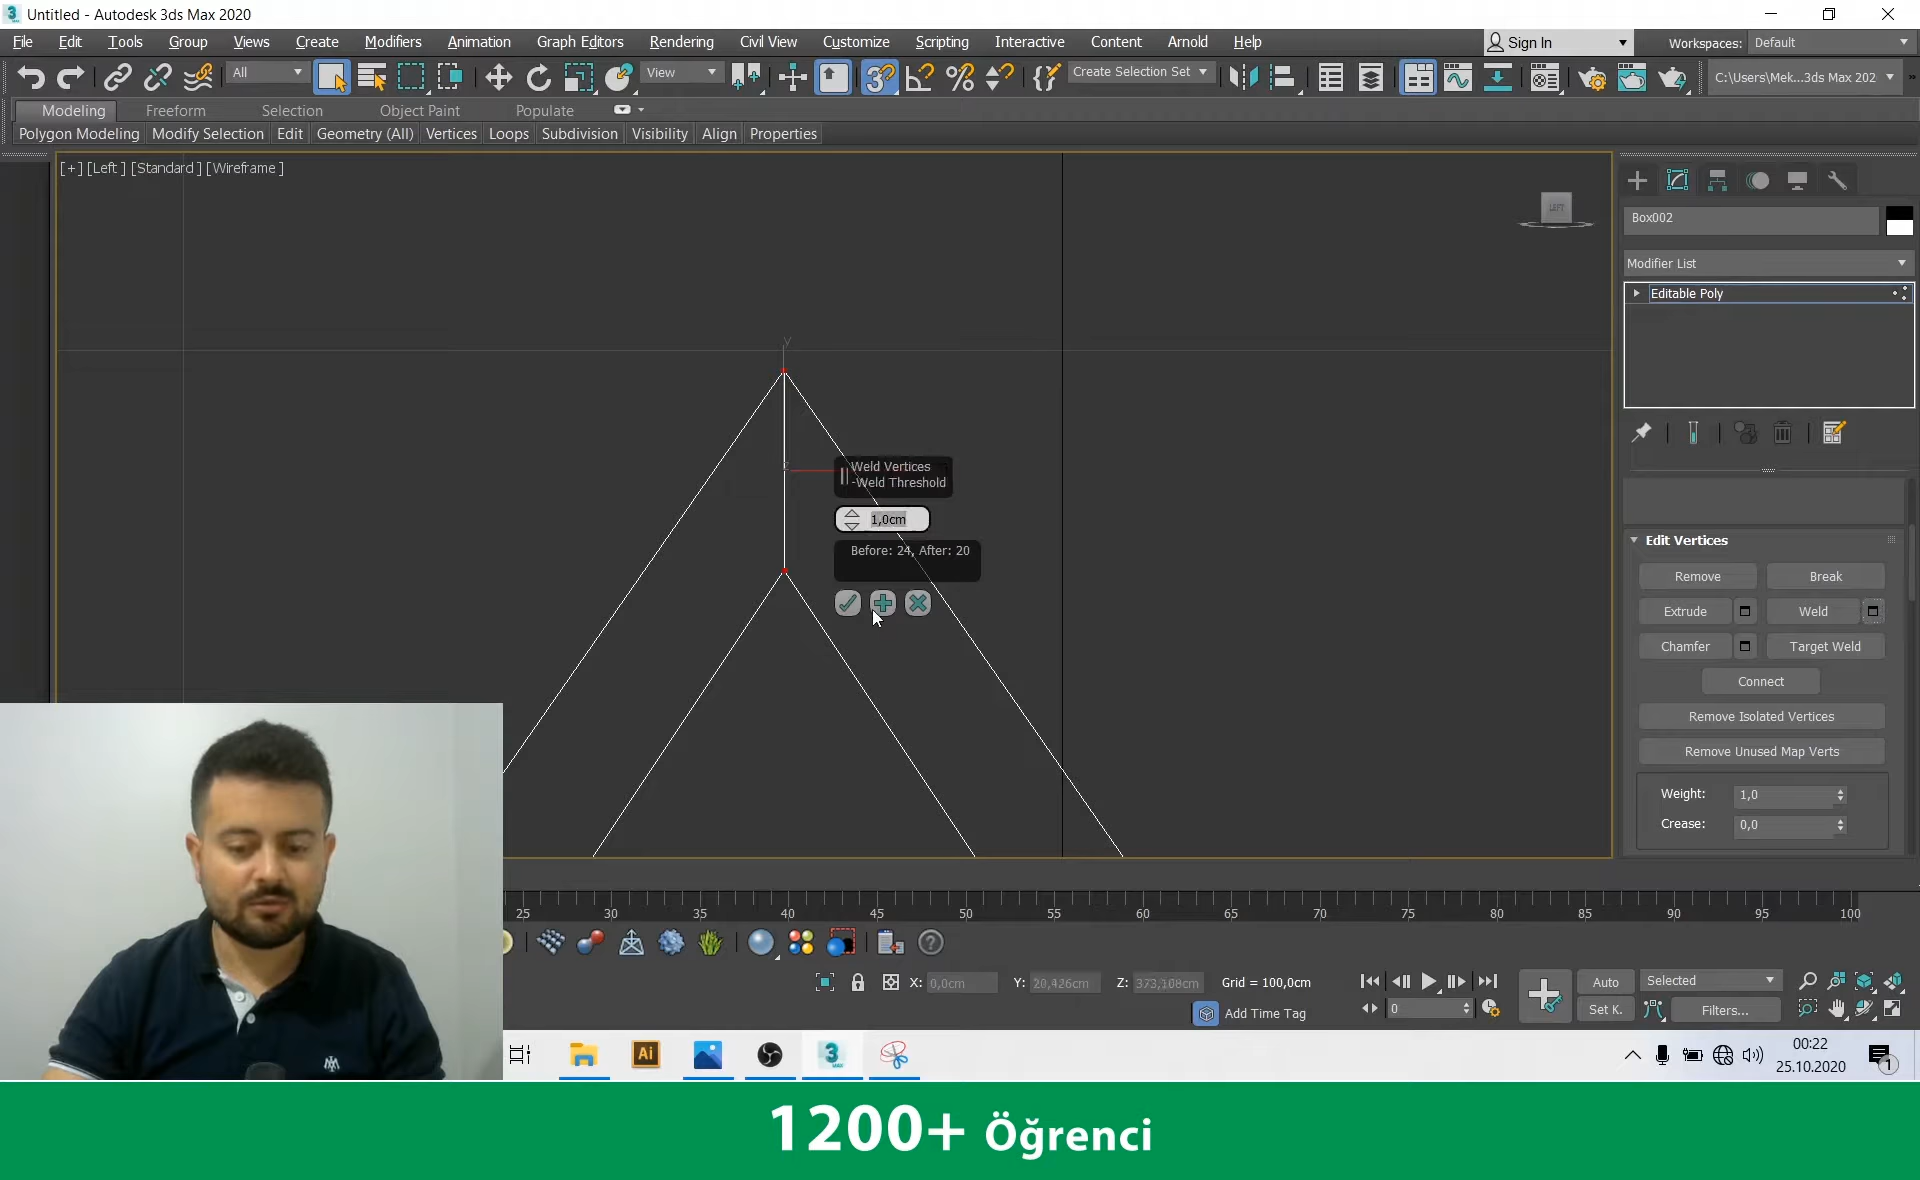 Untitled - Autodesk 3ds Max 2020
File Edit Tools Group Views Create Modifiers Animation Graph Editors Rendering Civil View Customize Scripting Interactive Content Arnold Help
Sign In
Workspaces: Default
All
View
Create Selection Set
C:\Users\Mek...3ds Max 202
Modeling Freeform Selection Object Paint Populate
Polygon Modeling Modify Selection Edit Geometry (All) Vertices Loops Subdivision Visibility Align Properties
[+] [Left ] [Standard ] [Wireframe ]
LEFT
Box002
Modifier List
Editable Poly
y
z
Weld Vertices
-Weld Threshold
1,0cm
Before: 24, After: 20
Edit Vertices
Remove Break
Extrude Weld
Chamfer Target Weld
Connect
Remove Isolated Vertices
Remove Unused Map Verts
Weight: 1,0
Crease: 0,0
25 30 35 40 45 50 55 60 65 70 75 80 85 90 95 100
X: 0,0cm Y: 20,426cm Z: 373,108cm Grid = 100,0cm
Add Time Tag
0
Auto Selected
Set K. Filters...
Ai
3
MAX
00:22
25.10.2020
1
1200+ Öğrenci